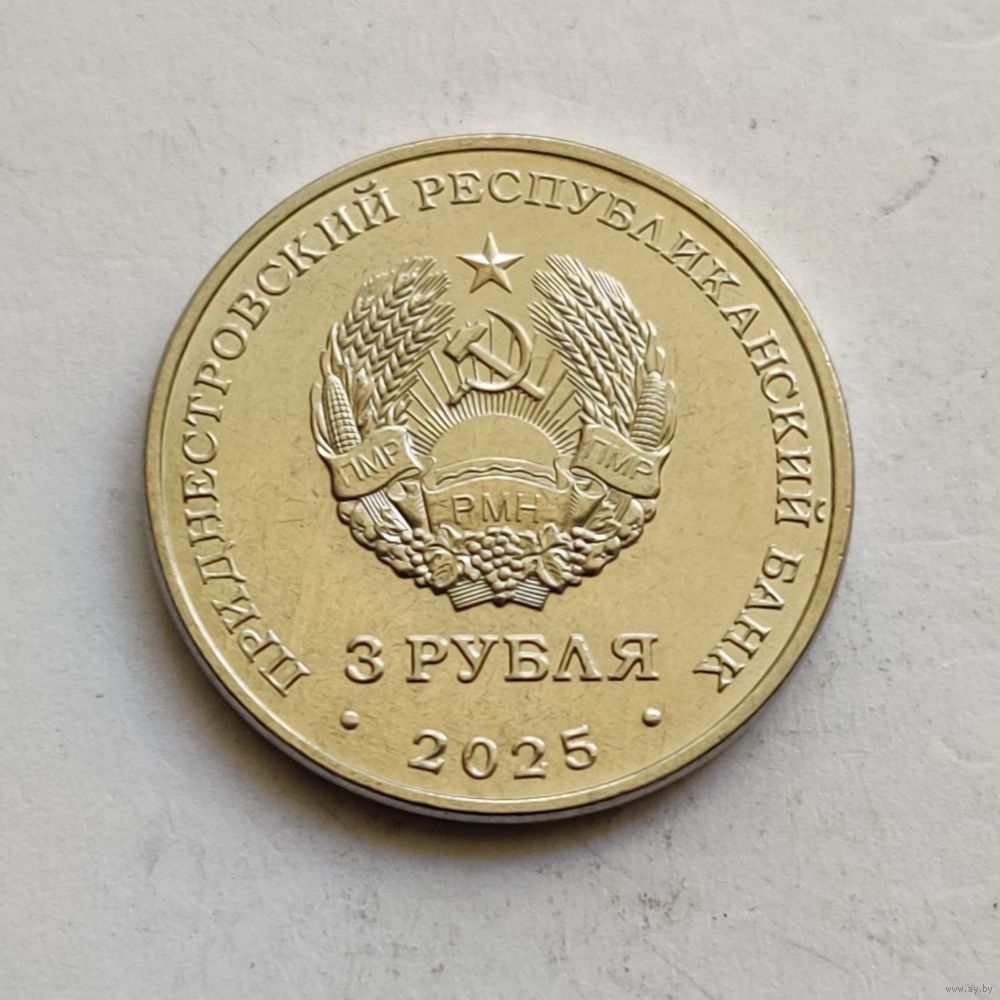 ПРИДНЕСТРОВСКИЙ РЕСПУБЛИКАНСКИЙ БАНК
ПМР
ПМР
РМН
3 РУБЛЯ
• 2025 •
www.ay.by